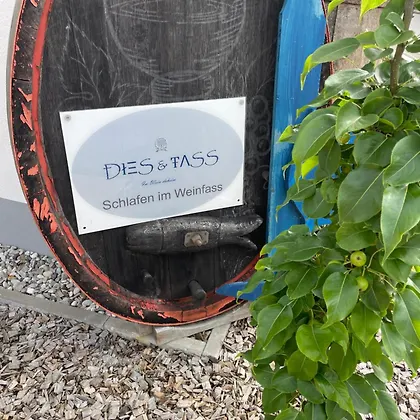 DIES & FASS
Schlafen im Weinfass